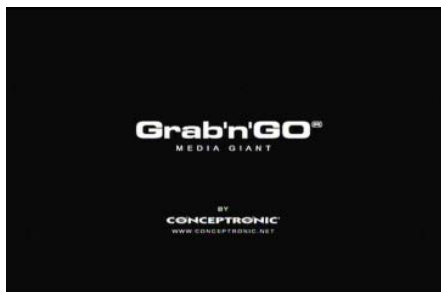 Grab'n'GO®
MEDIA GIANT
BY
CONCEPTRONIC®
WWW.CONCEPTRONIC.NET